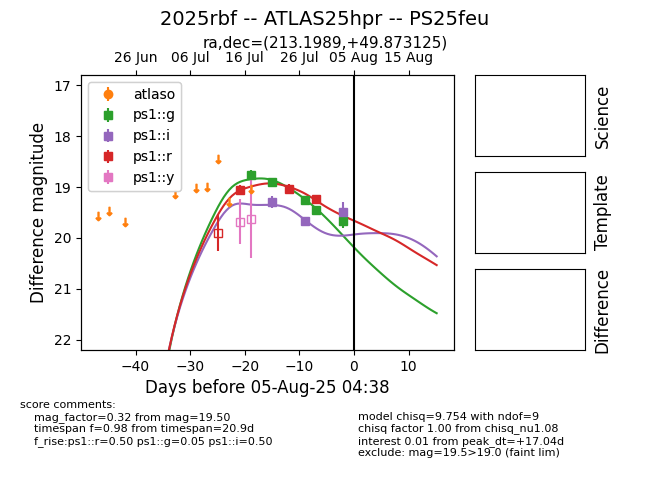 2025rbf -- ATLAS25hpr -- PS25feu
ra,dec=(213.1989,+49.873125)
26 Jun 06 Jul 16 Jul 26 Jul 05 Aug 15 Aug
17
18
19
20
21
22
Difference magnitude
atlaso
ps1::g
ps1::i
ps1::r
ps1::y
−40 −30 −20 −10 0 10
Days before 05-Aug-25 04:38
Science
Template
Difference
score comments:
mag_factor=0.32 from mag=19.50
timespan f=0.98 from timespan=20.9d
f_rise:ps1::r=0.50 ps1::g=0.05 ps1::i=0.50
model chisq=9.754 with ndof=9
chisq factor 1.00 from chisq_nu1.08
interest 0.01 from peak_dt=+17.04d
exclude: mag=19.5>19.0 (faint lim)